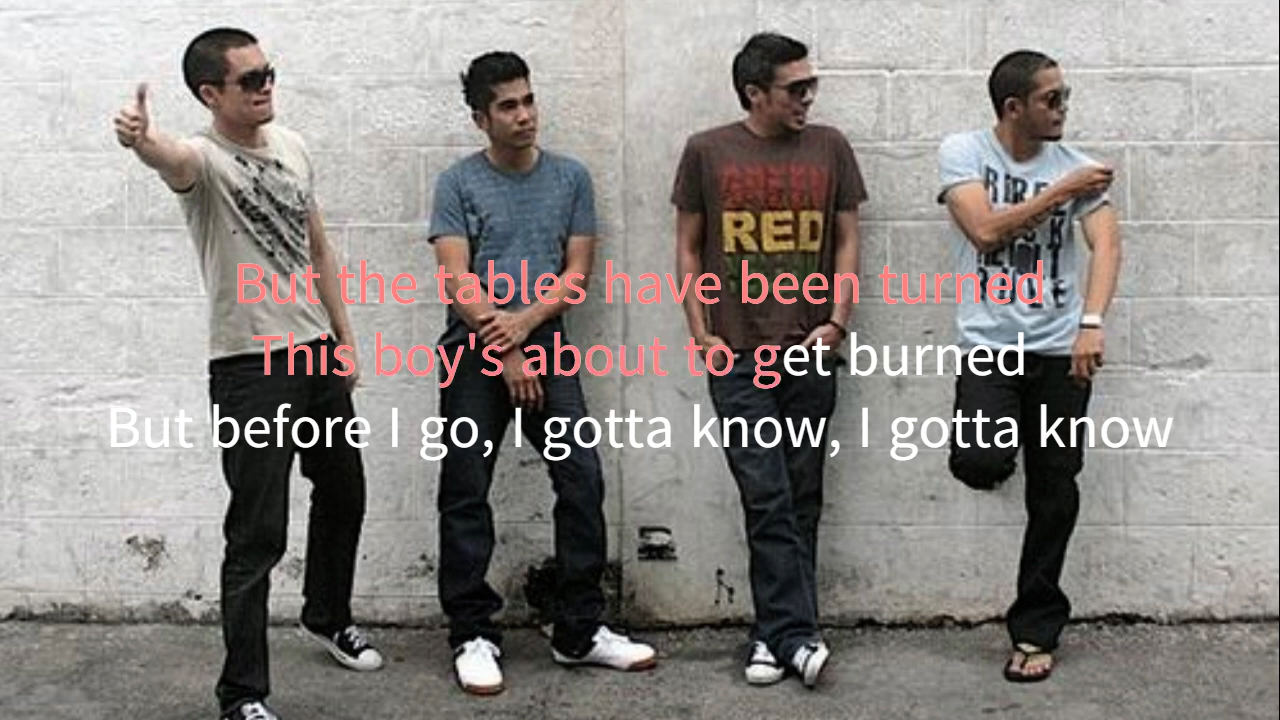 RED
But the tables have been turned
This boy's about to get burned
But before I go, I gotta know, I gotta know